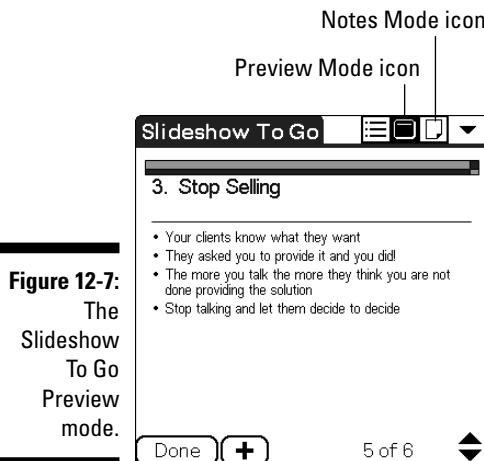 Notes Mode icon
Preview Mode icon
Slideshow To Go
3. Stop Selling
• Your clients know what they want
• They asked you to provide it and you did!
• The more you talk the more they think you are not
done providing the solution
• Stop talking and let them decide to decide
Figure 12-7:
The
Slideshow
To Go
Preview
mode.
Done
+
5 of 6